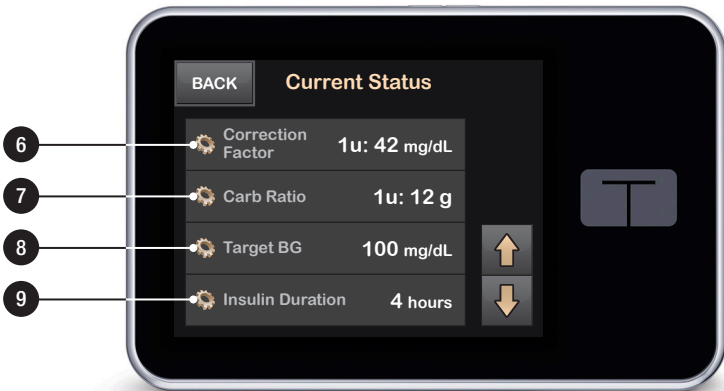 BACK
Current Status
6
Correction
Factor
1u: 42 mg/dL
7
Carb Ratio
1u: 12 g
8
Target BG
100 mg/dL
9
Insulin Duration
4 hours